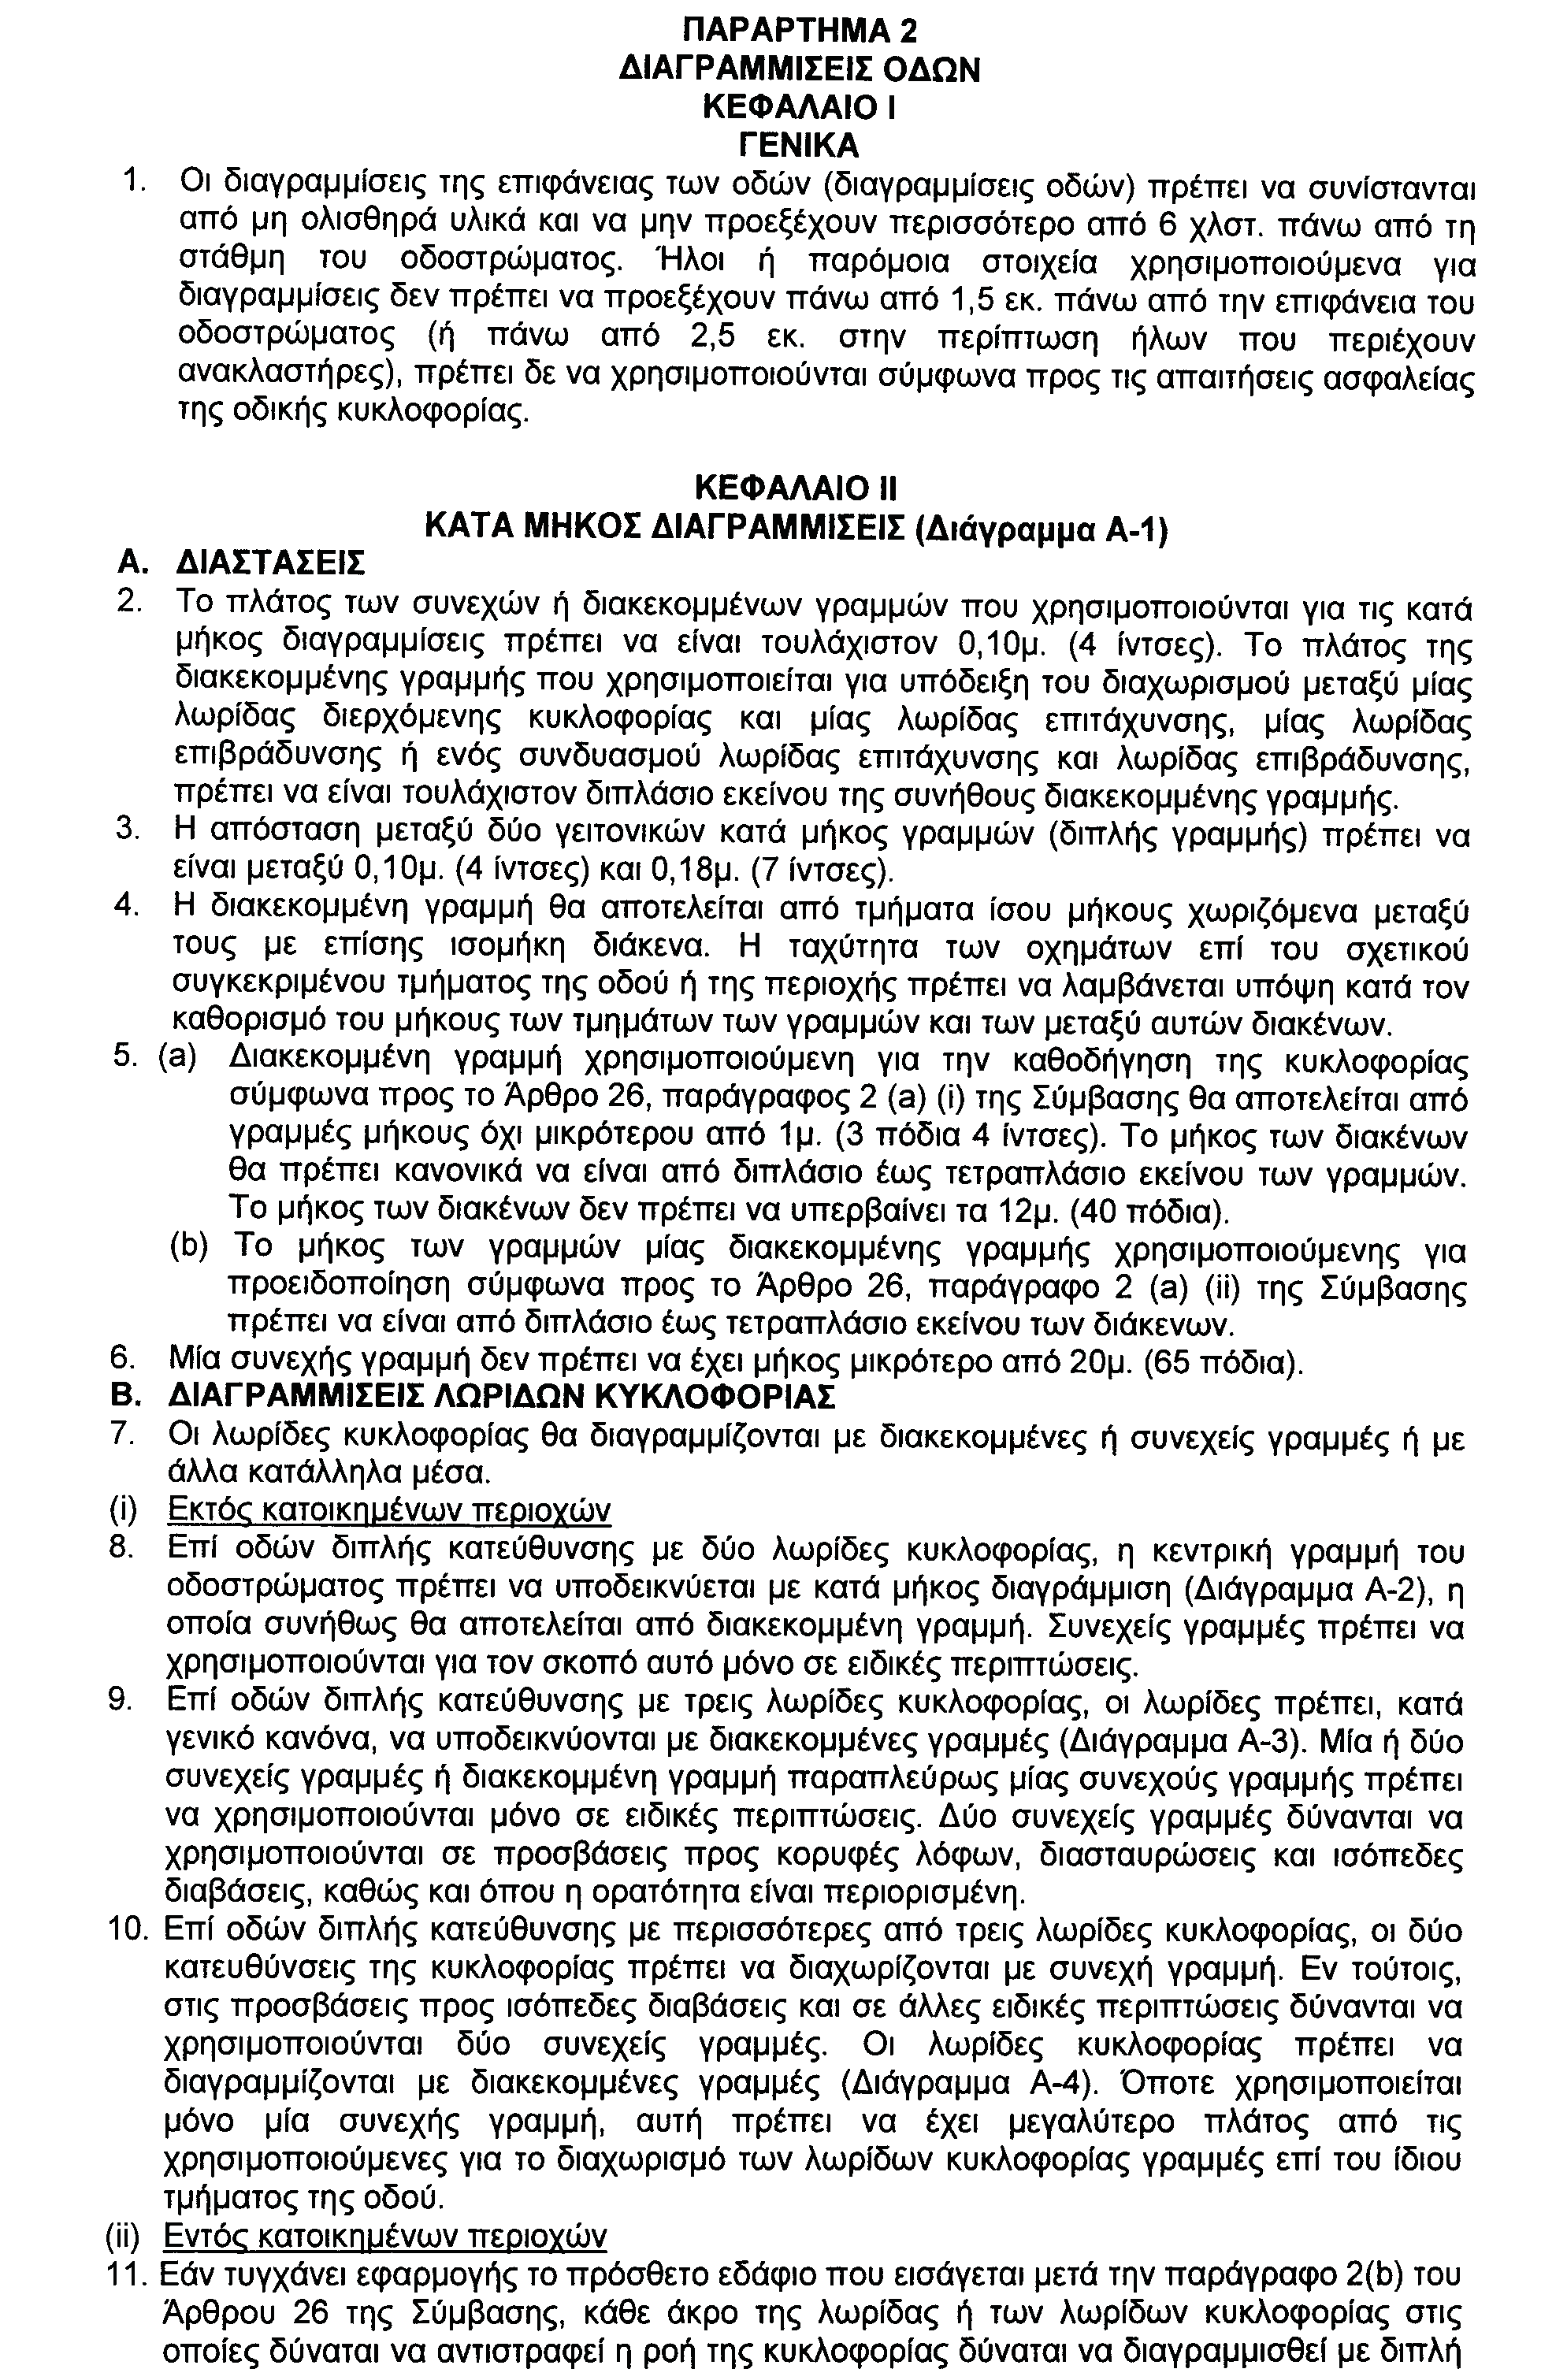 ΠΑΡΑΡΤΗΜΑ 2
ΔΙΑΓΡΑΜΜΙΣΕΙΣ ΟΔΩΝ
ΚΕΦΑΛΑΙΟ Ι
ΓΕΝΙΚΑ
1. Οι διαγραμμίσεις της επιφάνειας των οδών (διαγραμμίσεις οδών) πρέπει να συνίστανται
από μη ολισθηρά υλικά και να μην προεξέχουν περισσότερο από 6 χλστ. πάνω από τη
στάθμη του οδοστρώματος. Ήλοι ή παρόμοια στοιχεία χρησιμοποιούμενα για
διαγραμμίσεις δεν πρέπει να προεξέχουν πάνω από 1,5 εκ. πάνω από την επιφάνεια του
οδοστρώματος (ή πάνω από 2,5 εκ. στην περίπτωση ήλων που περιέχουν
ανακλαστήρες), πρέπει δε να χρησιμοποιούνται σύμφωνα προς τις απαιτήσεις ασφαλείας
της οδικής κυκλοφορίας.
ΚΕΦΑΛΑΙΟ ΙΙ
ΚΑΤΑ ΜΗΚΟΣ ΔΙΑΓΡΑΜΜΙΣΕΙΣ (Διάγραμμα Α-1)
Α. ΔΙΑΣΤΑΣΕΙΣ
2. Το πλάτος των συνεχών ή διακεκομμένων γραμμών που χρησιμοποιούνται για τις κατά
μήκος διαγραμμίσεις πρέπει να είναι τουλάχιστον 0,10μ. (4 ίντσες). Το πλάτος της
διακεκομμένης γραμμής που χρησιμοποιείται για υπόδειξη του διαχωρισμού μεταξύ μίας
λωρίδας διερχόμενης κυκλοφορίας και μίας λωρίδας επιτάχυνσης, μίας λωρίδας
επιβράδυνσης ή ενός συνδυασμού λωρίδας επιτάχυνσης και λωρίδας επιβράδυνσης,
πρέπει να είναι τουλάχιστον διπλάσιο εκείνου της συνήθους διακεκομμένης γραμμής.
3. Η απόσταση μεταξύ δύο γειτονικών κατά μήκος γραμμών (διπλής γραμμής) πρέπει να
είναι μεταξύ 0,10μ. (4 ίντσες) και 0,18μ. (7 ίντσες).
4. Η διακεκομμένη γραμμή θα αποτελείται από τμήματα ίσου μήκους χωριζόμενα μεταξύ
τους με επίσης ισομήκη διάκενα. Η ταχύτητα των οχημάτων επί του σχετικού
συγκεκριμένου τμήματος της οδού ή της περιοχής πρέπει να λαμβάνεται υπόψη κατά τον
καθορισμό του μήκους των τμημάτων των γραμμών και των μεταξύ αυτών διακένων.
5. (a) Διακεκομμένη γραμμή χρησιμοποιούμενη για την καθοδήγηση της κυκλοφορίας
σύμφωνα προς το Άρθρο 26, παράγραφος 2 (a) (i) της Σύμβασης θα αποτελείται από
γραμμές μήκους όχι μικρότερου από 1μ. (3 πόδια 4 ίντσες). Το μήκος των διακένων
θα πρέπει κανονικά να είναι από διπλάσιο έως τετραπλάσιο εκείνου των γραμμών.
Το μήκος των διακένων δεν πρέπει να υπερβαίνει τα 12μ. (40 πόδια).
(b) Το μήκος των γραμμών μίας διακεκομμένης γραμμής χρησιμοποιούμενης για
προειδοποίηση σύμφωνα προς το Άρθρο 26, παράγραφο 2 (a) (ii) της Σύμβασης
πρέπει να είναι από διπλάσιο έως τετραπλάσιο εκείνου των διάκενων.
6. Μία συνεχής γραμμή δεν πρέπει να έχει μήκος μικρότερο από 20μ. (65 πόδια).
Β. ΔΙΑΓΡΑΜΜΙΣΕΙΣ ΛΩΡΙΔΩΝ ΚΥΚΛΟΦΟΡΙΑΣ
7. Οι λωρίδες κυκλοφορίας θα διαγραμμίζονται με διακεκομμένες ή συνεχείς γραμμές ή με
άλλα κατάλληλα μέσα.
(i) Εκτός κατοικημένων περιοχών
8. Επί οδών διπλής κατεύθυνσης με δύο λωρίδες κυκλοφορίας, η κεντρική γραμμή του
οδοστρώματος πρέπει να υποδεικνύεται με κατά μήκος διαγράμμιση (Διάγραμμα Α-2), η
οποία συνήθως θα αποτελείται από διακεκομμένη γραμμή. Συνεχείς γραμμές πρέπει να
χρησιμοποιούνται για τον σκοπό αυτό μόνο σε ειδικές περιπτώσεις.
9. Επί οδών διπλής κατεύθυνσης με τρεις λωρίδες κυκλοφορίας, οι λωρίδες πρέπει, κατά
γενικό κανόνα, να υποδεικνύονται με διακεκομμένες γραμμές (Διάγραμμα Α-3). Μία ή δύο
συνεχείς γραμμές ή διακεκομμένη γραμμή παραπλεύρως μίας συνεχούς γραμμής πρέπει
να χρησιμοποιούνται μόνο σε ειδικές περιπτώσεις. Δύο συνεχείς γραμμές δύνανται να
χρησιμοποιούνται σε προσβάσεις προς κορυφές λόφων, διασταυρώσεις και ισόπεδες
διαβάσεις, καθώς και όπου η ορατότητα είναι περιορισμένη.
10. Επί οδών διπλής κατεύθυνσης με περισσότερες από τρεις λωρίδες κυκλοφορίας, οι δύο
κατευθύνσεις της κυκλοφορίας πρέπει να διαχωρίζονται με συνεχή γραμμή. Εν τούτοις,
στις προσβάσεις προς ισόπεδες διαβάσεις και σε άλλες ειδικές περιπτώσεις δύνανται να
χρησιμοποιούνται δύο συνεχείς γραμμές. Οι λωρίδες κυκλοφορίας πρέπει να
διαγραμμίζονται με διακεκομμένες γραμμές (Διάγραμμα Α-4). Όποτε χρησιμοποιείται
μόνο μία συνεχής γραμμή, αυτή πρέπει να έχει μεγαλύτερο πλάτος από τις
χρησιμοποιούμενες για το διαχωρισμό των λωρίδων κυκλοφορίας γραμμές επί του ίδιου
τμήματος της οδού.
(ii) Εντός κατοικημένων περιοχών
11. Εάν τυγχάνει εφαρμογής το πρόσθετο εδάφιο που εισάγεται μετά την παράγραφο 2(b) του
Άρθρου 26 της Σύμβασης, κάθε άκρο της λωρίδας ή των λωρίδων κυκλοφορίας στις
οποίες δύναται να αντιστραφεί η ροή της κυκλοφορίας δύναται να διαγραμμισθεί με διπλή